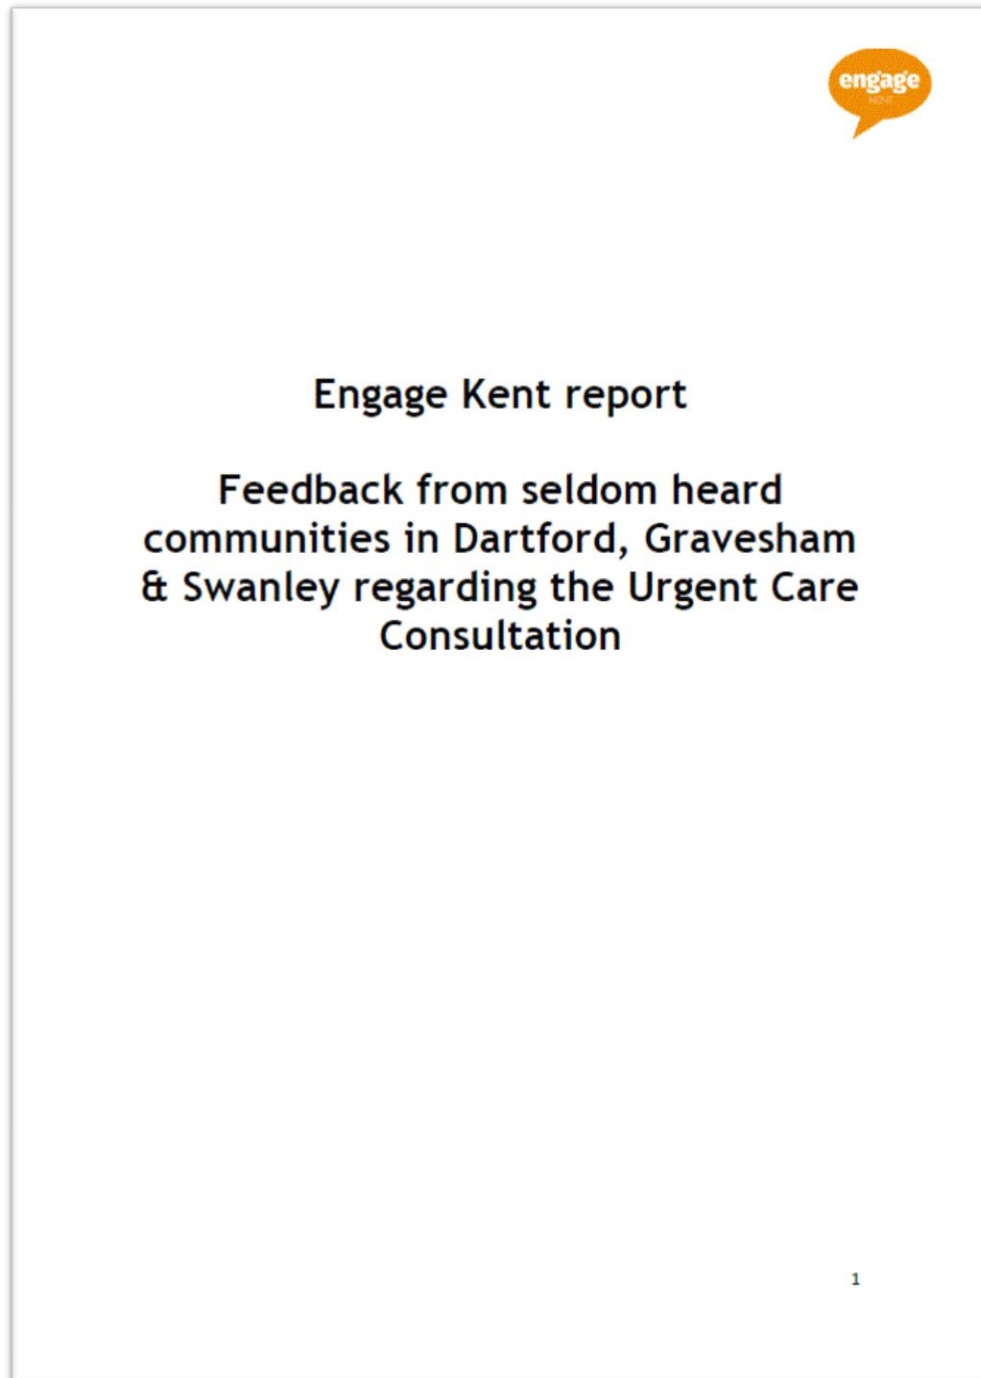 engage
KENT
Engage Kent report
Feedback from seldom heard
communities in Dartford, Gravesham
& Swanley regarding the Urgent Care
Consultation
1